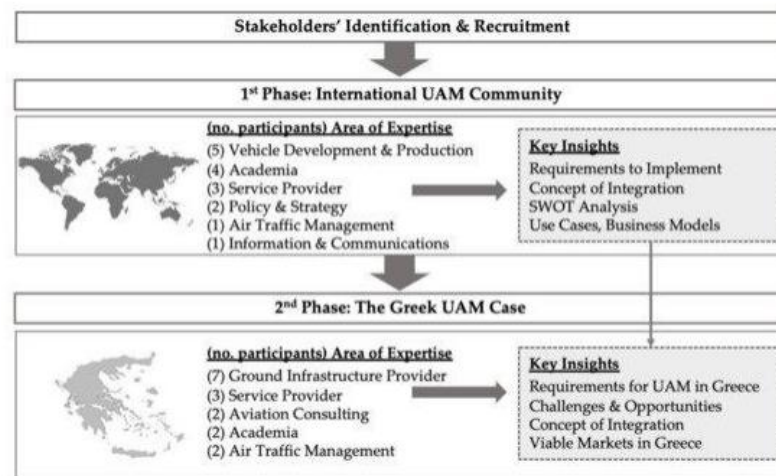 Stakeholders' Identification & Recruitment
1st Phase: International UAM Community
(no. participants) Area of Expertise
(5) Vehicle Development & Production
(4) Academia
(3) Service Provider
(2) Policy & Strategy
(1) Air Traffic Management
(1) Information & Communications
Key Insights
Requirements to Implement
Concept of Integration
SWOT Analysis
Use Cases, Business Models
2nd Phase: The Greek UAM Case
(no. participants) Area of Expertise
(7) Ground Infrastructure Provider
(3) Service Provider
(2) Aviation Consulting
(2) Academia
(2) Air Traffic Management
Key Insights
Requirements for UAM in Greece
Challenges & Opportunities
Concept of Integration
Viable Markets in Greece